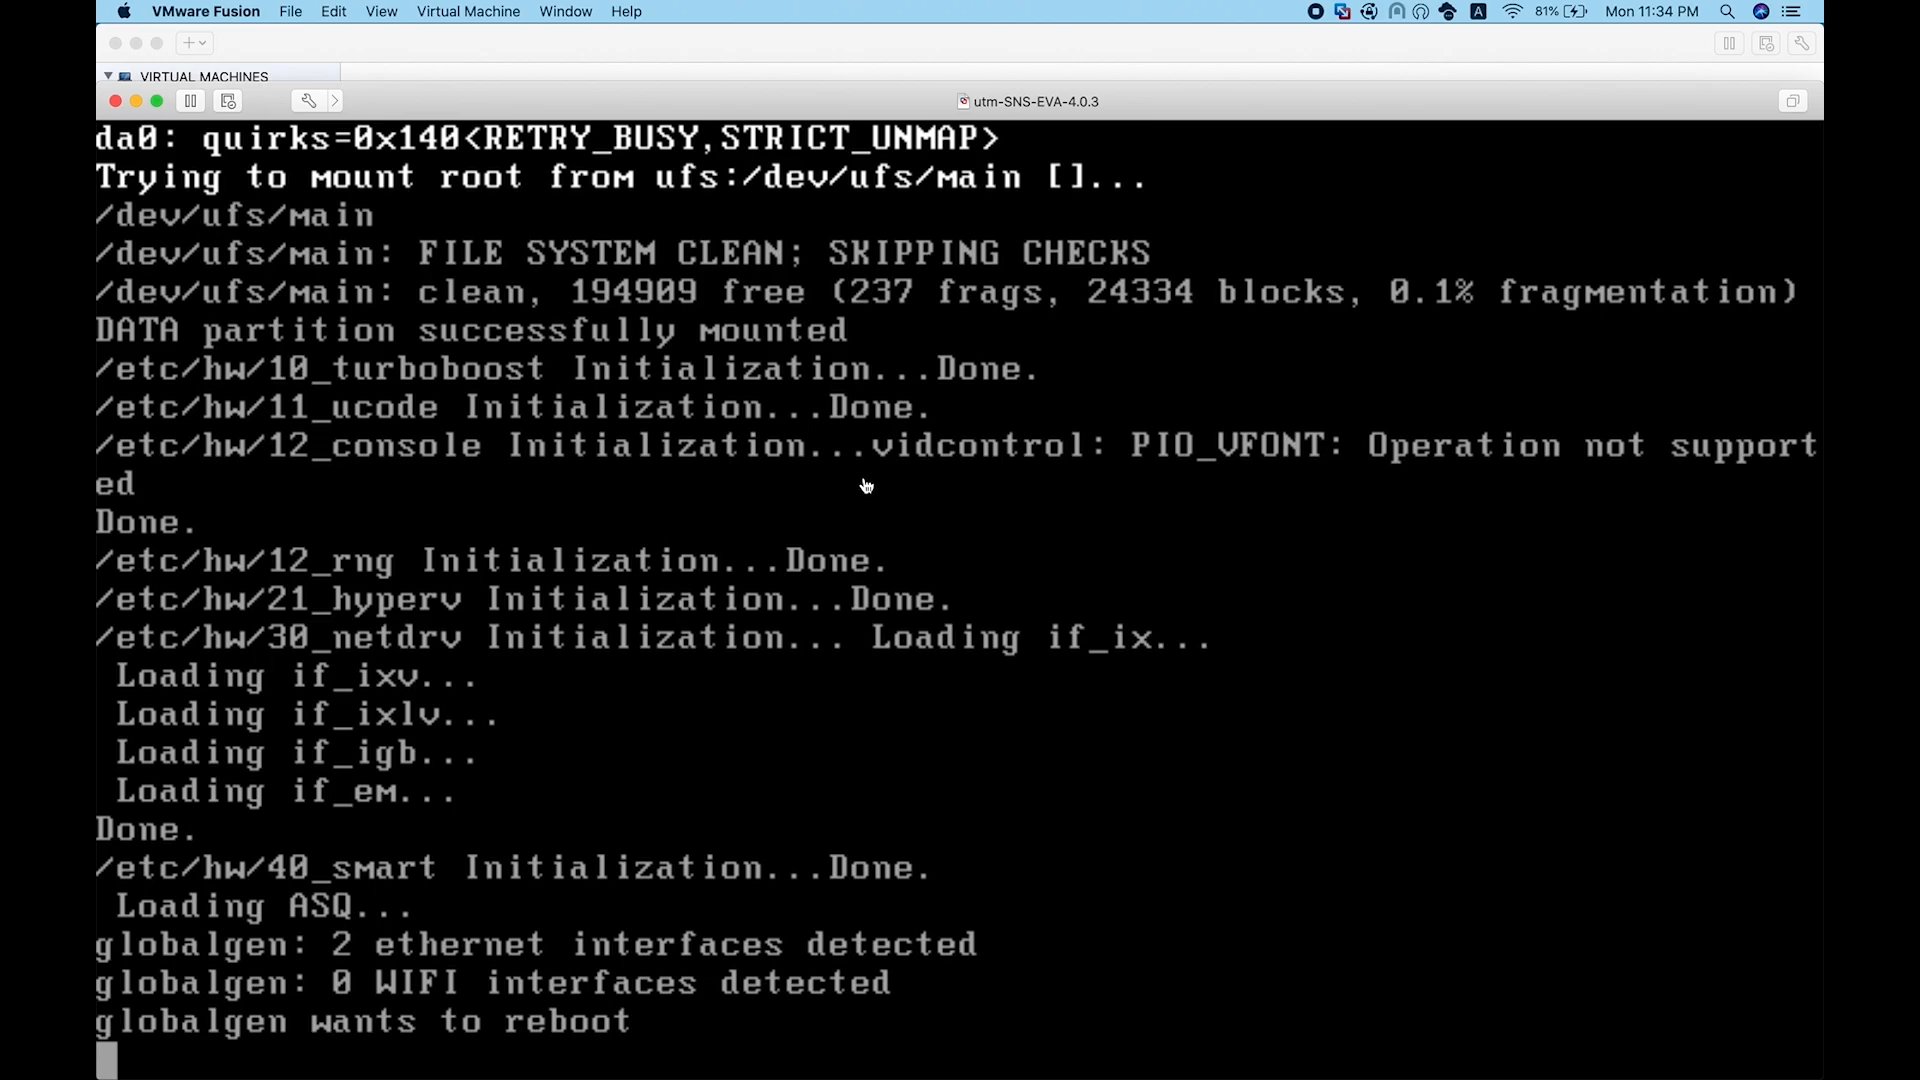 VMware Fusion File Edit View Virtual Machine Window Help A 81% Mon 11:34 PM
VIRTUAL MACHINES
utm-SNS-EVA-4.0.3
da0: quirks=0x140<RETRY_BUSY,STRICT_UNMAP>
Trying to mount root from ufs:/dev/ufs/main []...
/dev/ufs/main
/dev/ufs/main: FILE SYSTEM CLEAN; SKIPPING CHECKS
/dev/ufs/main: clean, 194909 free (237 frags, 24334 blocks, 0.1% fragmentation)
DATA partition successfully mounted
/etc/hw/10_turboboost Initialization...Done.
/etc/hw/11_ucode Initialization...Done.
/etc/hw/12_console Initialization...vidcontrol: PIO_VFONT: Operation not support
ed
Done.
/etc/hw/12_rng Initialization...Done.
/etc/hw/21_hyperv Initialization...Done.
/etc/hw/30_netdrv Initialization... Loading if_ix...
Loading if_ixv...
Loading if_ixlv...
Loading if_igb...
Loading if_em...
Done.
/etc/hw/40_smart Initialization...Done.
Loading ASQ...
globalgen: 2 ethernet interfaces detected
globalgen: 0 WIFI interfaces detected
globalgen wants to reboot